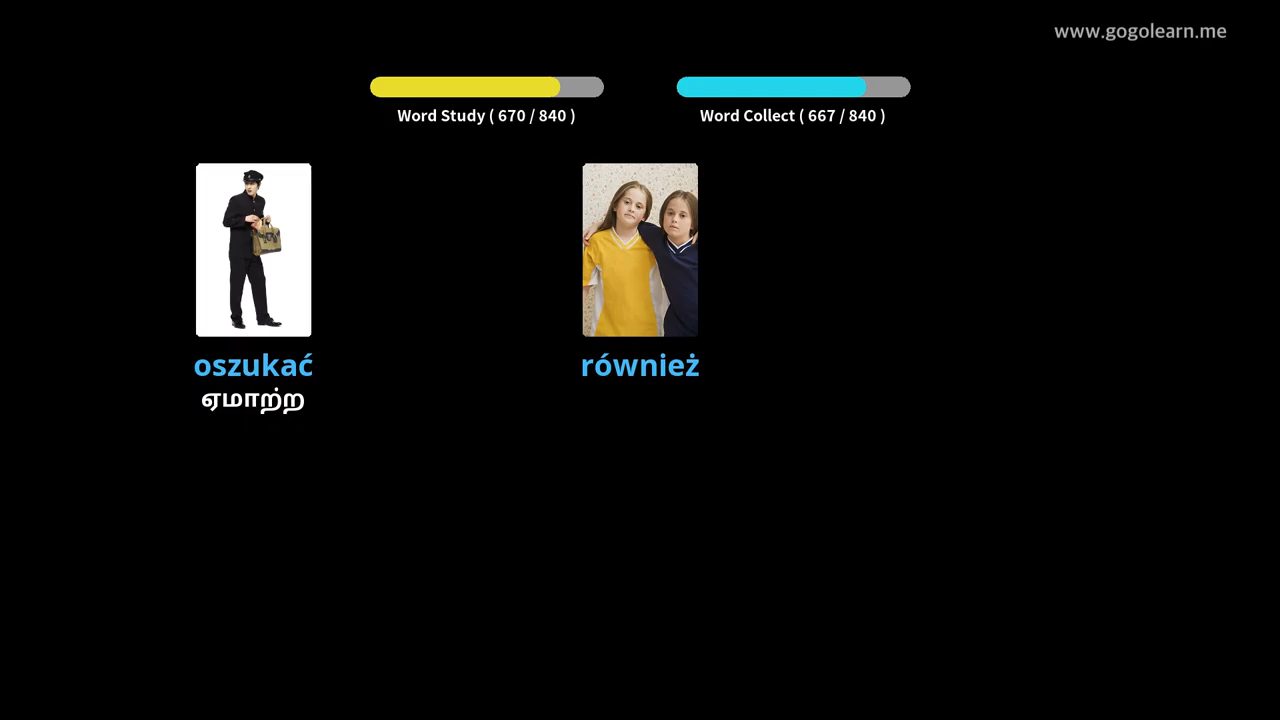 www.gogolearn.me
Word Study ( 670 / 840 )
Word Collect ( 667 / 840 )
oszukać
również
ஏமாற்ற